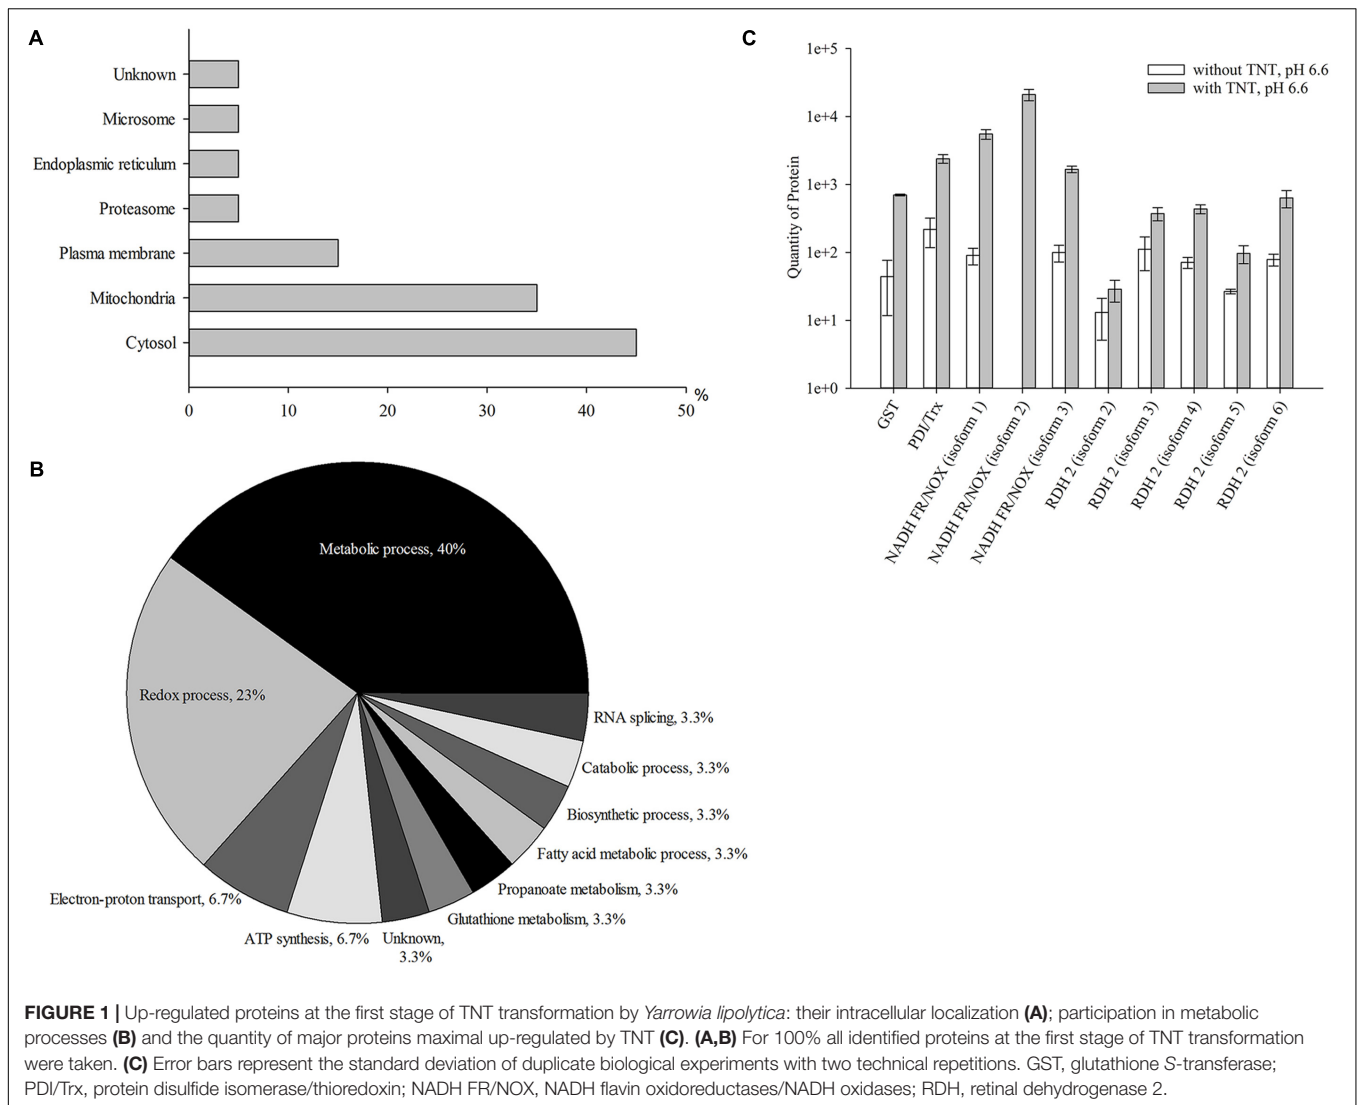 A
Unknown
Microsome
Endoplasmic reticulum
Proteasome
Plasma membrane
Mitochondria
Cytosol
0 10 20 30 40 50 %
B
Metabolic process, 40%
Redox process, 23%
RNA splicing, 3.3%
Catabolic process, 3.3%
Biosynthetic process, 3.3%
Fatty acid metabolic process, 3.3%
Propanoate metabolism, 3.3%
Glutathione metabolism, 3.3%
Unknown,
3.3%
ATP synthesis, 6.7%
Electron-proton transport, 6.7%
C
Quantity of Protein
1e+5
1e+4
1e+3
1e+2
1e+1
1e+0
without TNT, pH 6.6
with TNT, pH 6.6
GST
PDI/Trx
NADH FR/NOX (isoform 1)
NADH FR/NOX (isoform 2)
NADH FR/NOX (isoform 3)
RDH 2 (isoform 2)
RDH 2 (isoform 3)
RDH 2 (isoform 4)
RDH 2 (isoform 5)
RDH 2 (isoform 6)
FIGURE 1 | Up-regulated proteins at the first stage of TNT transformation by Yarrowia lipolytica: their intracellular localization (A); participation in metabolic
processes (B) and the quantity of major proteins maximal up-regulated by TNT (C). (A,B) For 100% all identified proteins at the first stage of TNT transformation
were taken. (C) Error bars represent the standard deviation of duplicate biological experiments with two technical repetitions. GST, glutathione S-transferase;
PDI/Trx, protein disulfide isomerase/thioredoxin; NADH FR/NOX, NADH flavin oxidoreductases/NADH oxidases; RDH, retinal dehydrogenase 2.